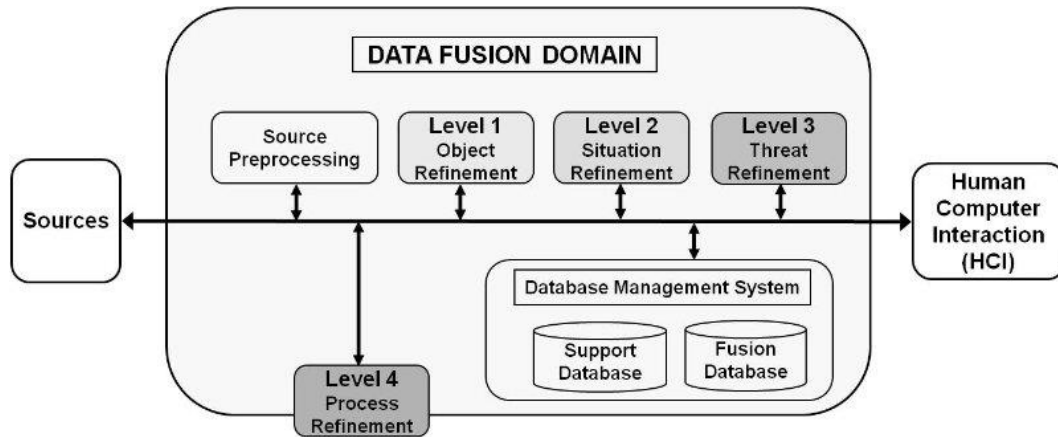 DATA FUSION DOMAIN
Source
Preprocessing
Level 1
Object
Refinement
Level 2
Situation
Refinement
Level 3
Threat
Refinement
Sources
Human
Computer
Interaction
(HCI)
Database Management System
Support
Database
Fusion
Database
Level 4
Process
Refinement